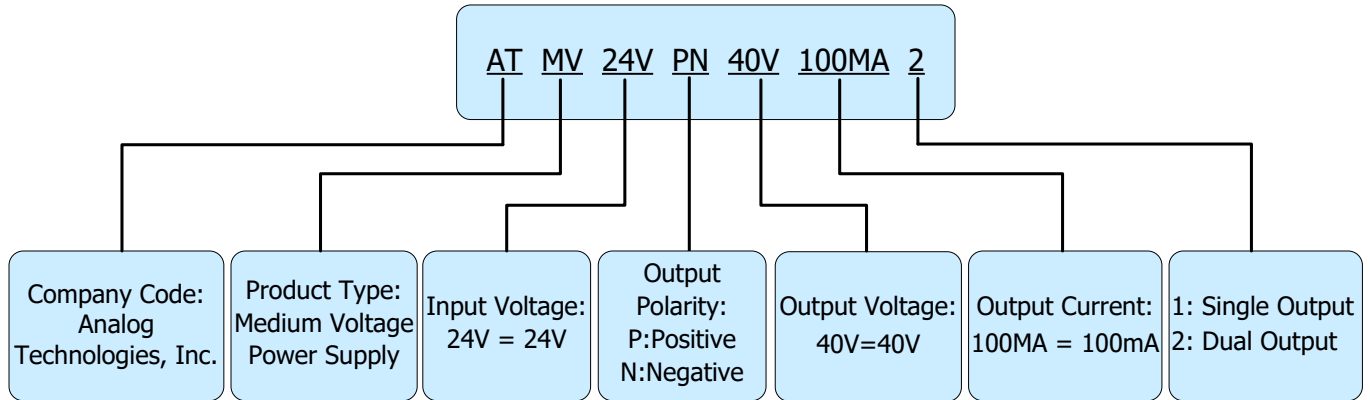 AT MV 24V PN 40V 100MA 2
Company Code:
Analog
Technologies, Inc.
Product Type:
Medium Voltage
Power Supply
Input Voltage:
24V = 24V
Output
Polarity:
P:Positive
N:Negative
Output Voltage:
40V=40V
Output Current:
100MA = 100mA
1: Single Output
2: Dual Output